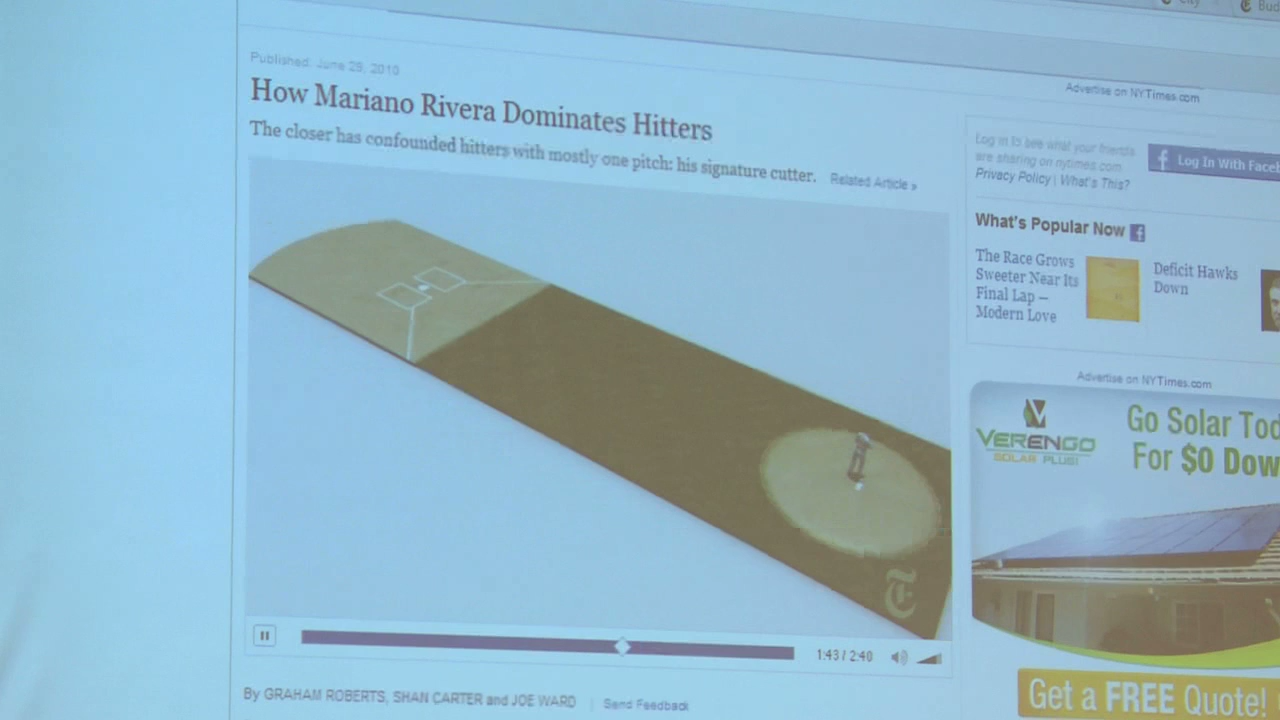 City
Published: June 29, 2010
Advertise on NYTimes.com
How Mariano Rivera Dominates Hitters
The closer has confounded hitters with mostly one pitch: his signature cutter. Related Article »
Log in to see what your friends
are sharing on nytimes.com
Privacy Policy | What's This?
f Log In With
What's Popular Now f
The Race Grows
Sweeter Near Its
Final Lap —
Modern Love
Deficit Hawks
Down
Advertise on NYTimes.com
VERENGO
SOLAR PLUS!
Go Solar
For $0
T
1:43 / 2:40
Get a FREE Quote!
By GRAHAM ROBERTS, SHAN CARTER and JOE WARD | Send Feedback